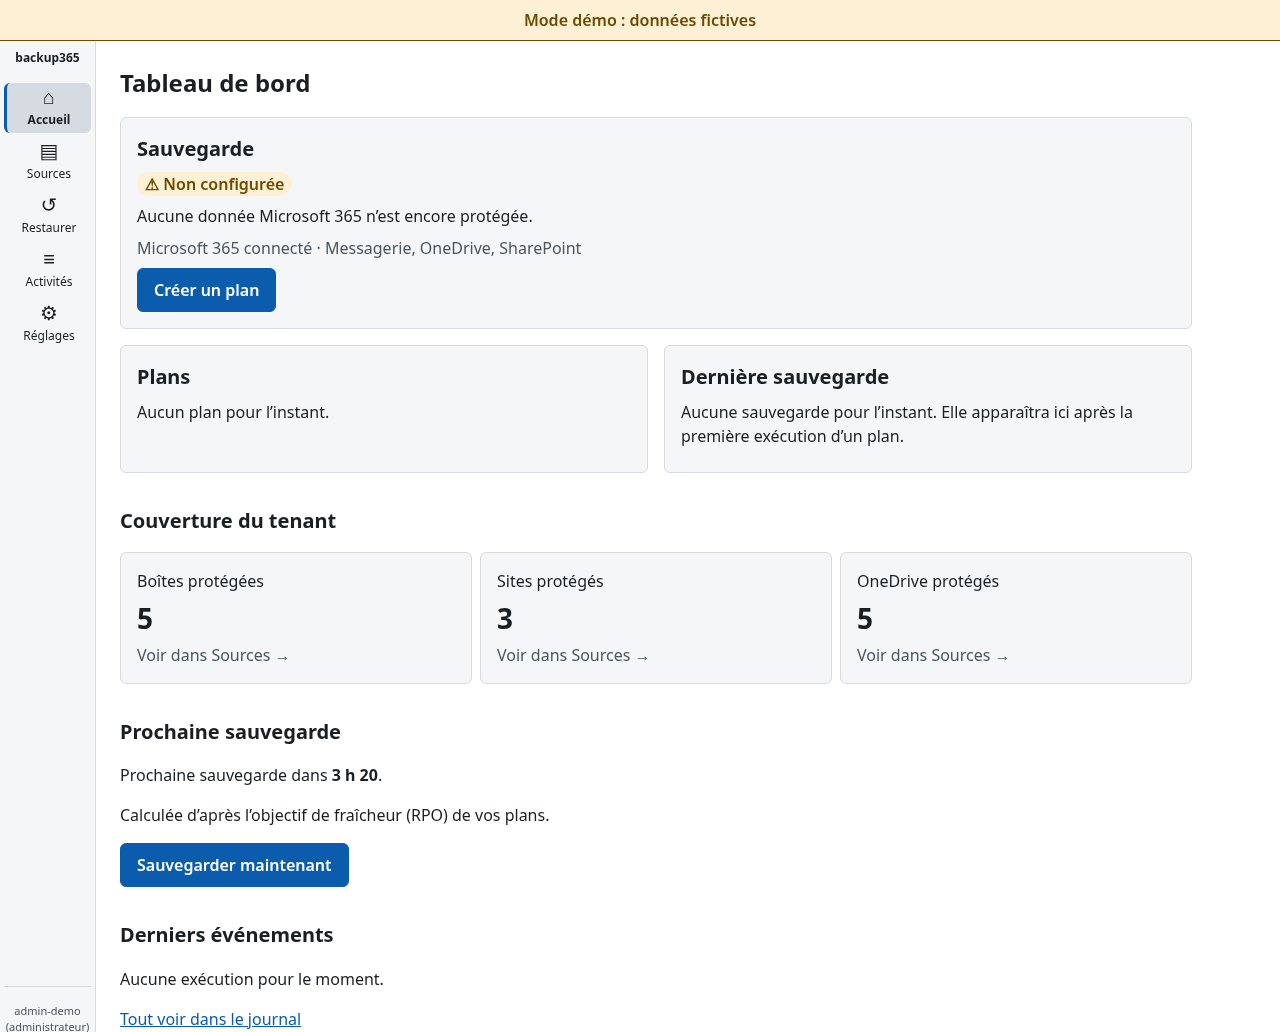 Mode démo : données fictives
backup365
Accueil
Sources
Restaurer
Activités
Réglages
admin-demo
(administrateur)
Tableau de bord
Sauvegarde
⚠ Non configurée
Aucune donnée Microsoft 365 n’est encore protégée.
Microsoft 365 connecté · Messagerie, OneDrive, SharePoint
Créer un plan
Plans
Aucun plan pour l’instant.
Dernière sauvegarde
Aucune sauvegarde pour l’instant. Elle apparaîtra ici après la
première exécution d’un plan.
Couverture du tenant
Boîtes protégées
5
Voir dans Sources →
Sites protégés
3
Voir dans Sources →
OneDrive protégés
5
Voir dans Sources →
Prochaine sauvegarde
Prochaine sauvegarde dans 3 h 20.
Calculée d’après l’objectif de fraîcheur (RPO) de vos plans.
Sauvegarder maintenant
Derniers événements
Aucune exécution pour le moment.
Tout voir dans le journal